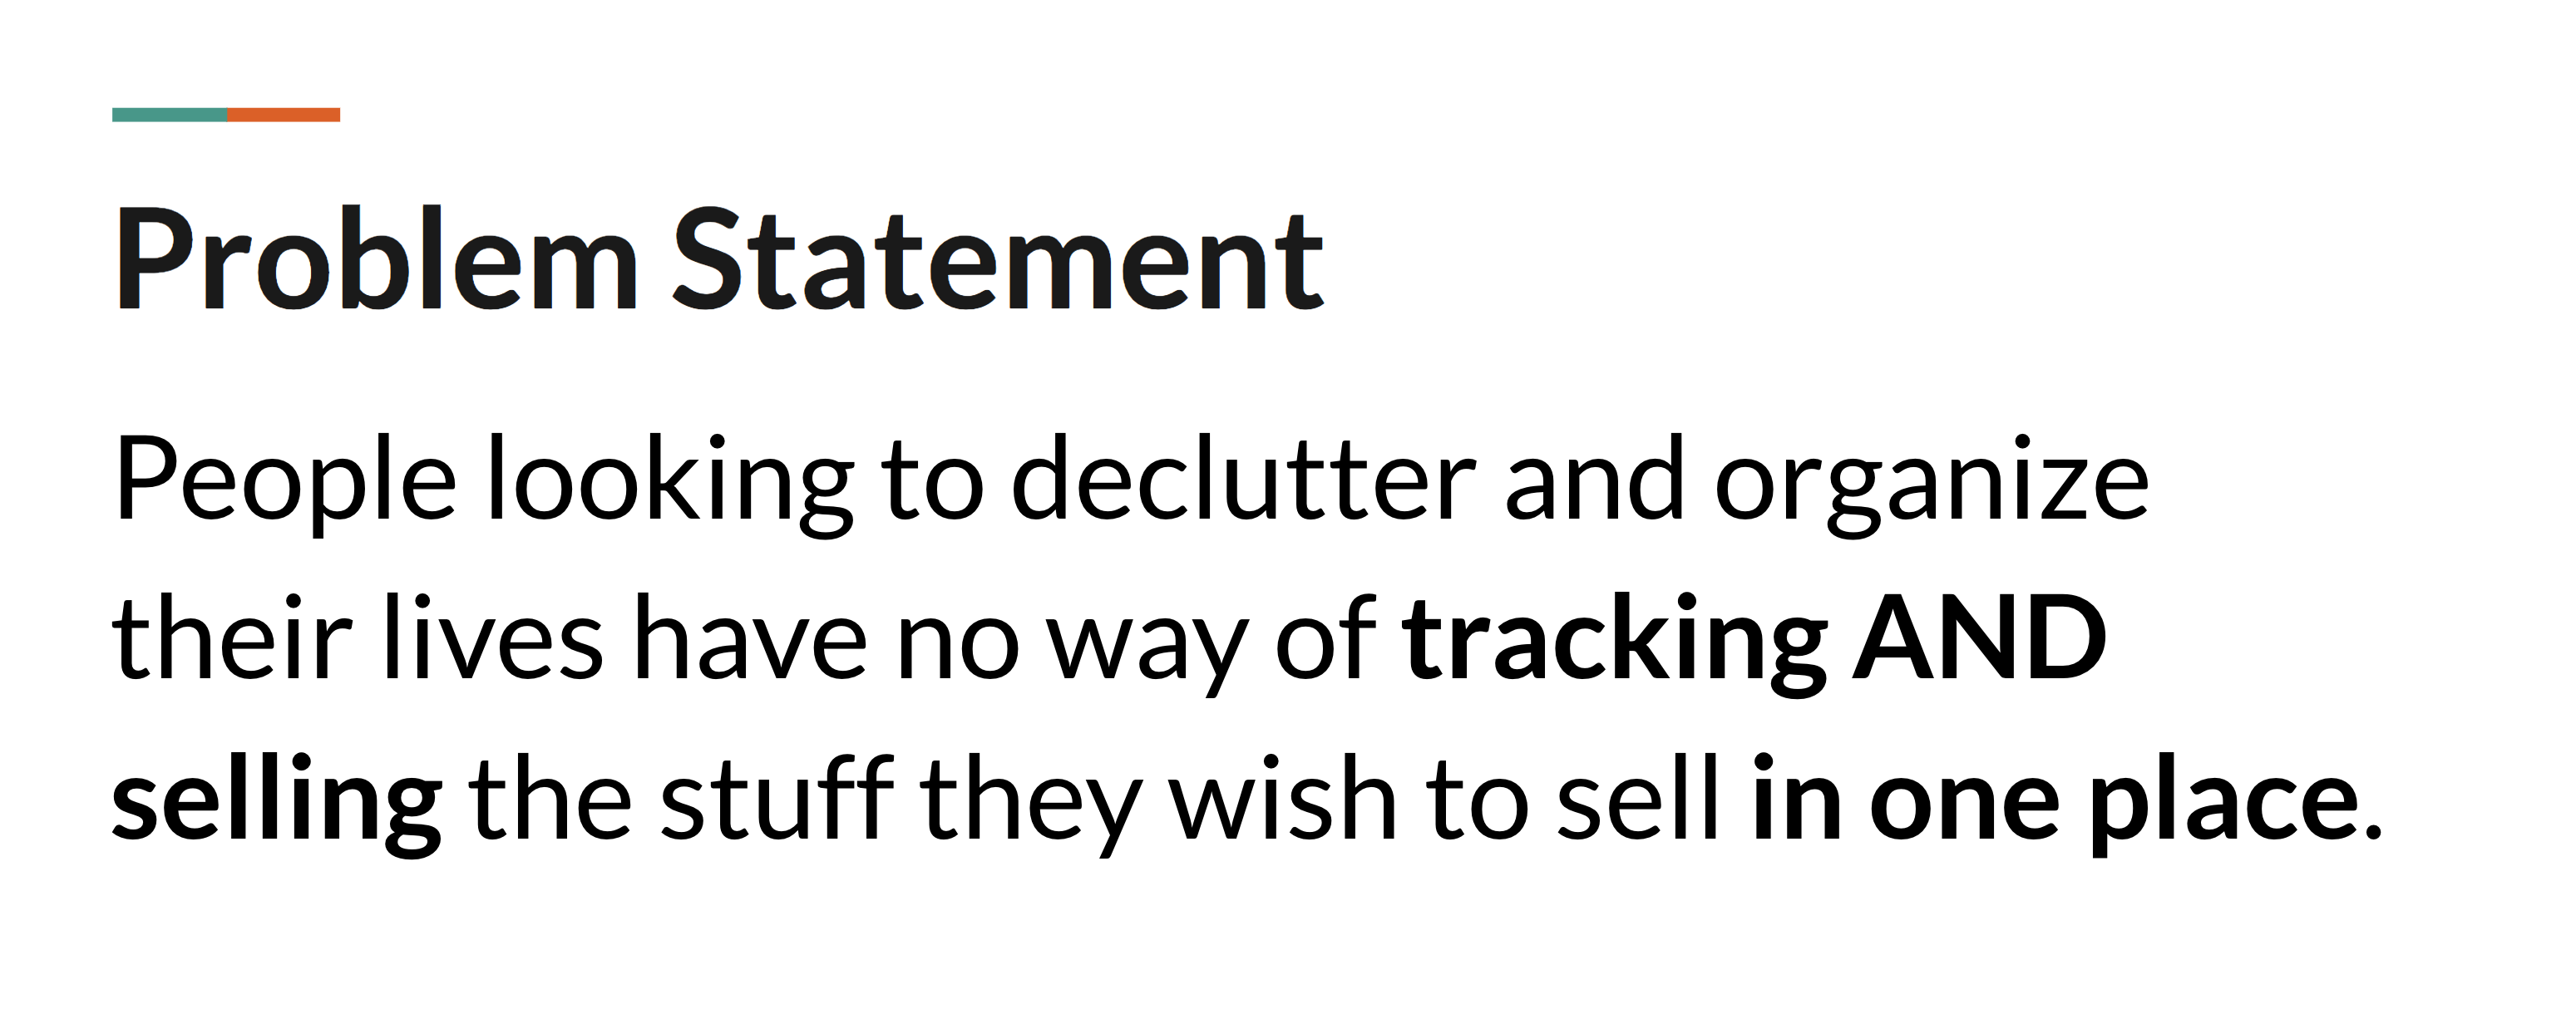 Problem Statement
People looking to declutter and organize
their lives have no way of tracking AND
selling the stuff they wish to sell in one place.